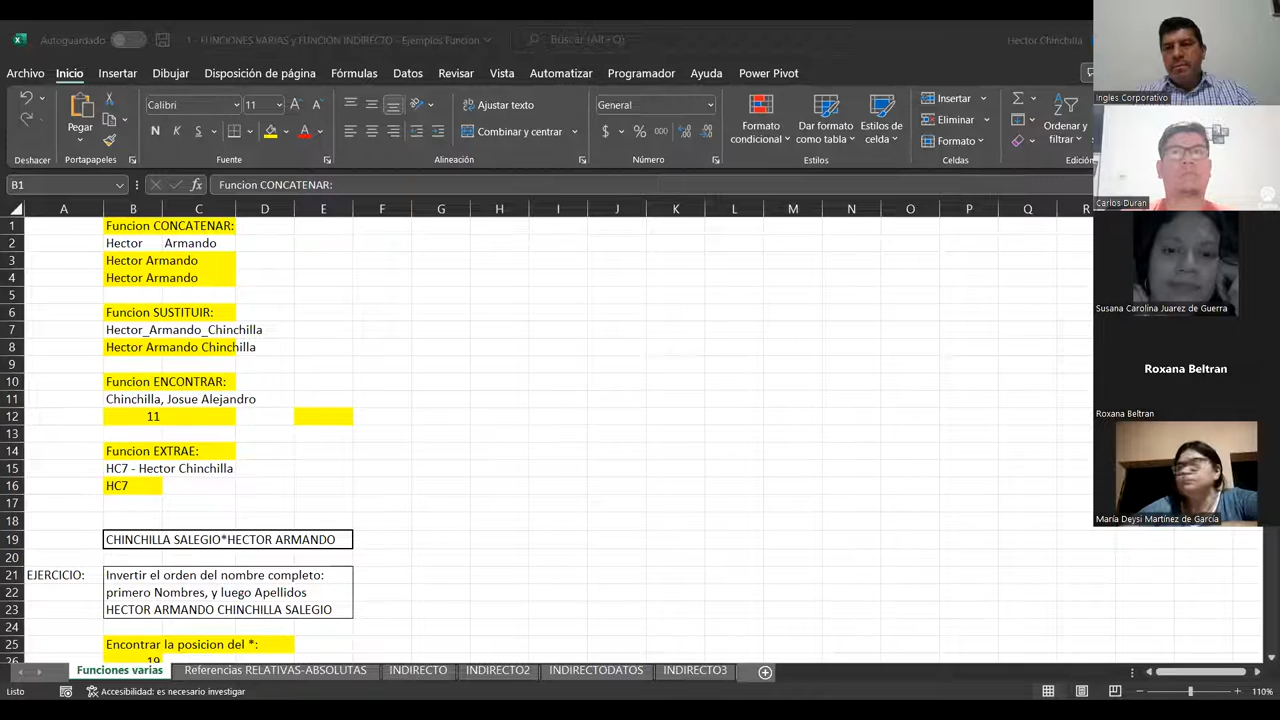 Autoguardado
1 - FUNCIONES VARIAS y FUNCION INDIRECTO - Ejemplos Funcion
Buscar (Alt+Q)
Hector Chinchilla
Archivo Inicio Insertar Dibujar Disposición de página Fórmulas Datos Revisar Vista Automatizar Programador Ayuda Power Pivot
Pegar
Calibri 11
N K S
Ajustar texto
Combinar y centrar
General
$ % 000
Formato condicional
Dar formato como tabla
Estilos de celda
Insertar
Eliminar
Formato
Ordenar y filtrar
Deshacer Portapapeles Fuente Alineación Número Estilos Celdas Edición
B1 fx Funcion CONCATENAR:
A B C D E F G H I J K L M N O P Q R
1 Funcion CONCATENAR:
2 Hector Armando
3 Hector Armando
4 Hector Armando
5
6 Funcion SUSTITUIR:
7 Hector_Armando_Chinchilla
8 Hector Armando Chinchilla
9
10 Funcion ENCONTRAR:
11 Chinchilla, Josue Alejandro
12 11
13
14 Funcion EXTRAE:
15 HC7 - Hector Chinchilla
16 HC7
17
18
19 CHINCHILLA SALEGIO*HECTOR ARMANDO
20
21 EJERCICIO: Invertir el orden del nombre completo:
22 primero Nombres, y luego Apellidos
23 HECTOR ARMANDO CHINCHILLA SALEGIO
24
25 Encontrar la posicion del *:
26 19
Funciones varias Referencias RELATIVAS-ABSOLUTAS INDIRECTO INDIRECTO2 INDIRECTODATOS INDIRECTO3
Listo Accesibilidad: es necesario investigar 110%
Ingles Corporativo
Carlos Duran
Susana Carolina Juarez de Guerra
Roxana Beltran
Roxana Beltran
María Deysi Martínez de García